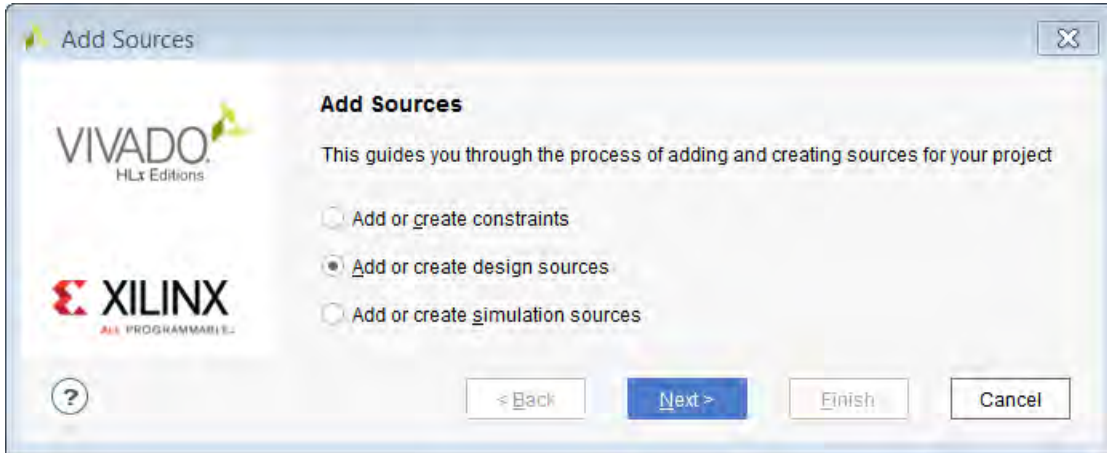 Add Sources
VIVADO.
HLx Editions
XILINX
ALL PROGRAMMABLE™
Add Sources
This guides you through the process of adding and creating sources for your project
Add or create constraints
Add or create design sources
Add or create simulation sources
?
< Back
Next >
Finish
Cancel